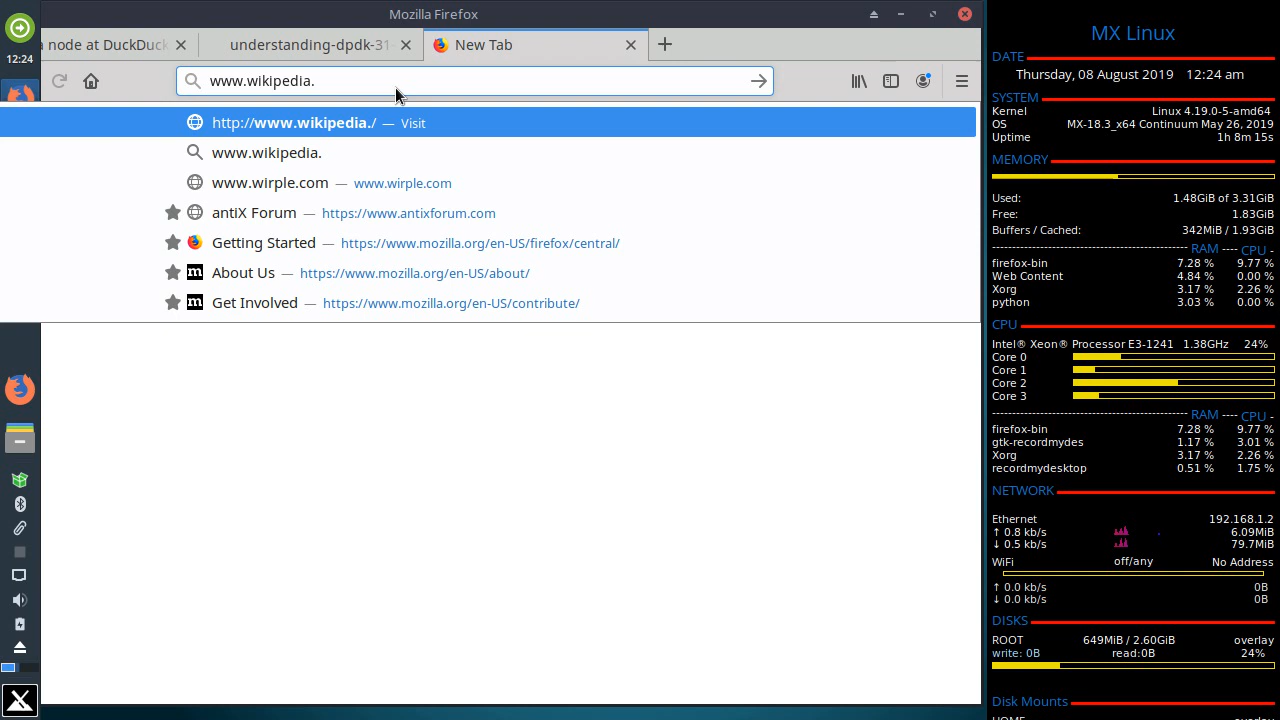 Mozilla Firefox
a node at DuckDuck
understanding-dpdk-31-
New Tab
12:24
www.wikipedia.
http://www.wikipedia./ — Visit
www.wikipedia.
www.wirple.com — www.wirple.com
antiX Forum — https://www.antixforum.com
Getting Started — https://www.mozilla.org/en-US/firefox/central/
About Us — https://www.mozilla.org/en-US/about/
Get Involved — https://www.mozilla.org/en-US/contribute/
MX Linux
DATE
Thursday, 08 August 2019 12:24 am
SYSTEM
Kernel Linux 4.19.0-5-amd64
OS MX-18.3_x64 Continuum May 26, 2019
Uptime 1h 8m 15s
MEMORY
Used: 1.48GiB of 3.31GiB
Free: 1.83GiB
Buffers / Cached: 342MiB / 1.93GiB
RAM ---- CPU -
firefox-bin 7.28 % 9.77 %
Web Content 4.84 % 0.00 %
Xorg 3.17 % 2.26 %
python 3.03 % 0.00 %
CPU
Intel® Xeon® Processor E3-1241 1.38GHz 24%
Core 0
Core 1
Core 2
Core 3
RAM ---- CPU -
firefox-bin 7.28 % 9.77 %
gtk-recordmydes 1.17 % 3.01 %
Xorg 3.17 % 2.26 %
recordmydesktop 0.51 % 1.75 %
NETWORK
Ethernet 192.168.1.2
↑ 0.8 kb/s 6.09MiB
↓ 0.5 kb/s 79.7MiB
WiFi off/any No Address
↑ 0.0 kb/s 0B
↓ 0.0 kb/s 0B
DISKS
ROOT 649MiB / 2.60GiB overlay
write: 0B read:0B 24%
Disk Mounts
HOME overlay